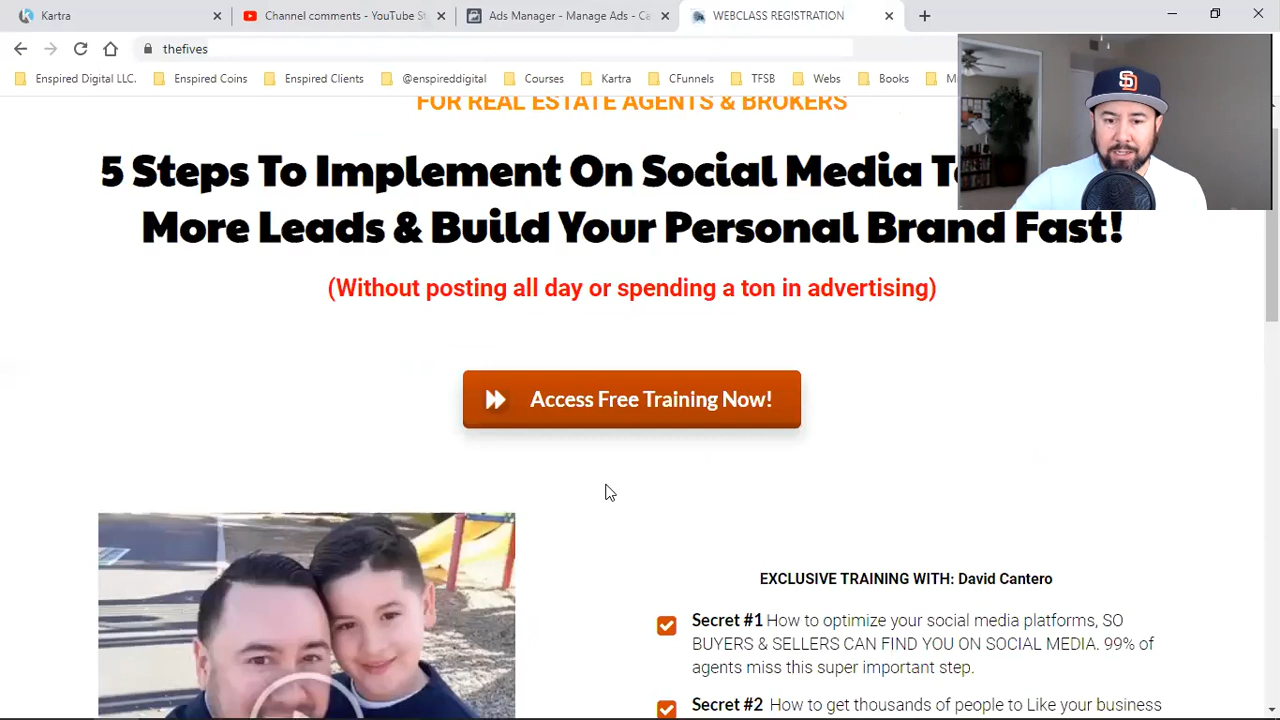 Kartra
Channel comments - YouTube St
Ads Manager - Manage Ads - Ca
WEBCLASS REGISTRATION
thefives
Enspired Digital LLC.
Enspired Coins
Enspired Clients
@enspireddigital
Courses
Kartra
CFunnels
TFSB
Webs
Books
SD
FOR REAL ESTATE AGENTS & BROKERS
5 Steps To Implement On Social Media
More Leads & Build Your Personal Brand Fast!
(Without posting all day or spending a ton in advertising)
Access Free Training Now!
EXCLUSIVE TRAINING WITH: David Cantero
Secret #1 How to optimize your social media platforms, SO
BUYERS & SELLERS CAN FIND YOU ON SOCIAL MEDIA. 99% of
agents miss this super important step.
Secret #2 How to get thousands of people to Like your business